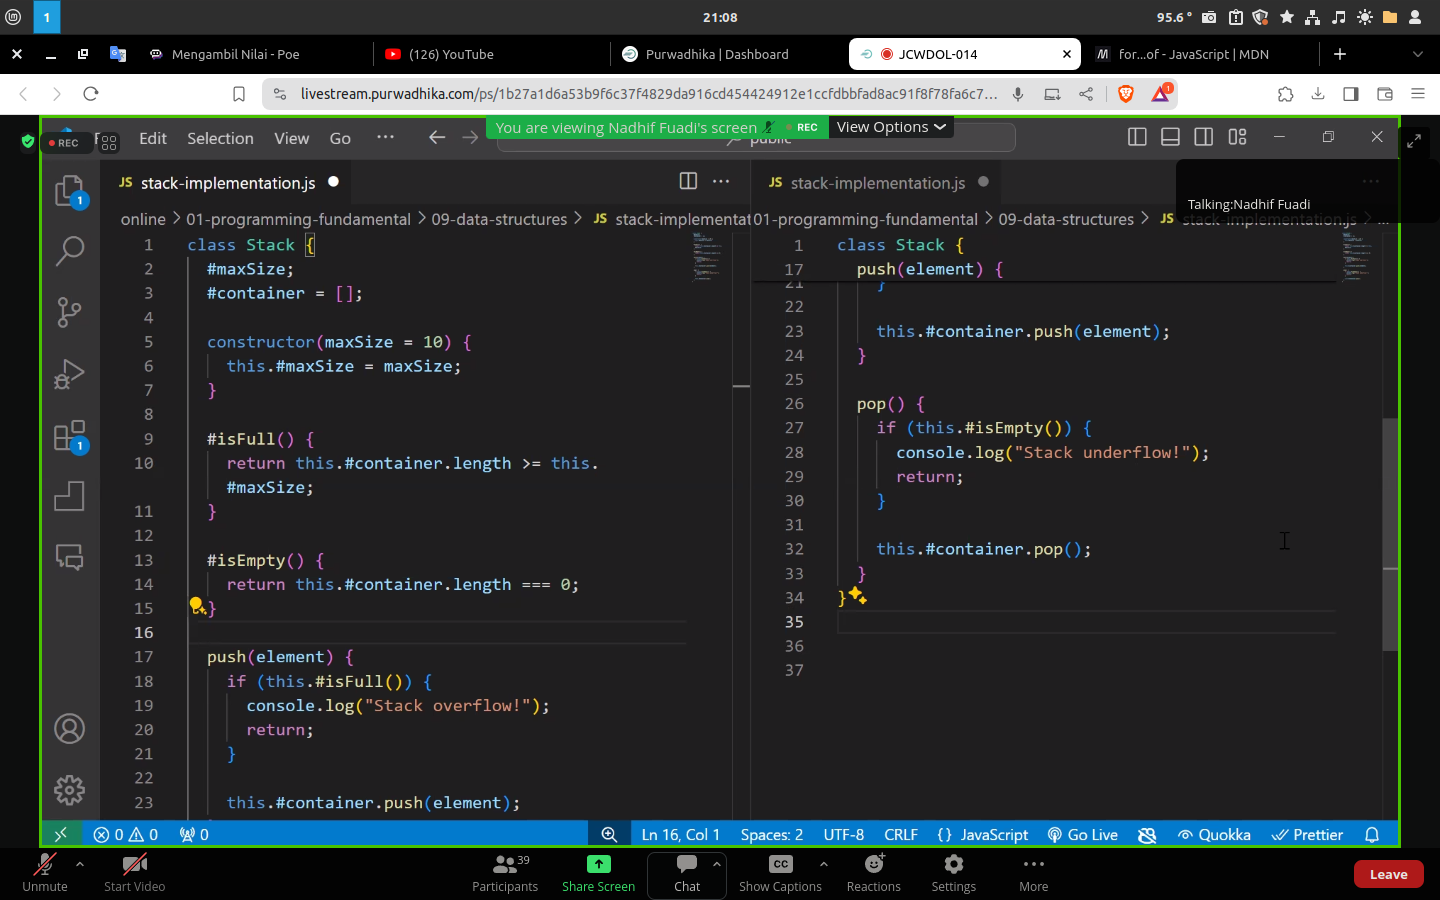 21:08
95.6 °
1
Mengambil Nilai - Poe
(126) YouTube
Purwadhika | Dashboard
JCWDOL-014
for...of - JavaScript | MDN
livestream.purwadhika.com/ps/1b27a1d6a53b9f6c37f4829da916cd454424912e1ccfdbbfad8ac91f8f78fa6c7...
1
You are viewing Nadhif Fuadi's screen
REC
View Options
REC
Edit
Selection
View
Go
public
JS stack-implementation.js
online > 01-programming-fundamental > 09-data-structures > JS stack-implementat
1 class Stack {
2 #maxSize;
3 #container = [];
4
5 constructor(maxSize = 10) {
6 this.#maxSize = maxSize;
7 }
8
9 #isFull() {
10 return this.#container.length >= this.
#maxSize;
11 }
12
13 #isEmpty() {
14 return this.#container.length === 0;
15 }
16
17 push(element) {
18 if (this.#isFull()) {
19 console.log("Stack overflow!");
20 return;
21 }
22
23 this.#container.push(element);
JS stack-implementation.js
Talking:Nadhif Fuadi
01-programming-fundamental > 09-data-structures > JS stack-implementation.js > ...
1 class Stack {
17 push(element) {
21 }
22
23 this.#container.push(element);
24 }
25
26 pop() {
27 if (this.#isEmpty()) {
28 console.log("Stack underflow!");
29 return;
30 }
31
32 this.#container.pop();
33 }
34 }
35
36
37
1
1
0 0 0
Ln 16, Col 1
Spaces: 2
UTF-8
CRLF
{} JavaScript
Go Live
Quokka
Prettier
Unmute
Start Video
39
Participants
Share Screen
Chat
CC
Show Captions
Reactions
Settings
More
Leave